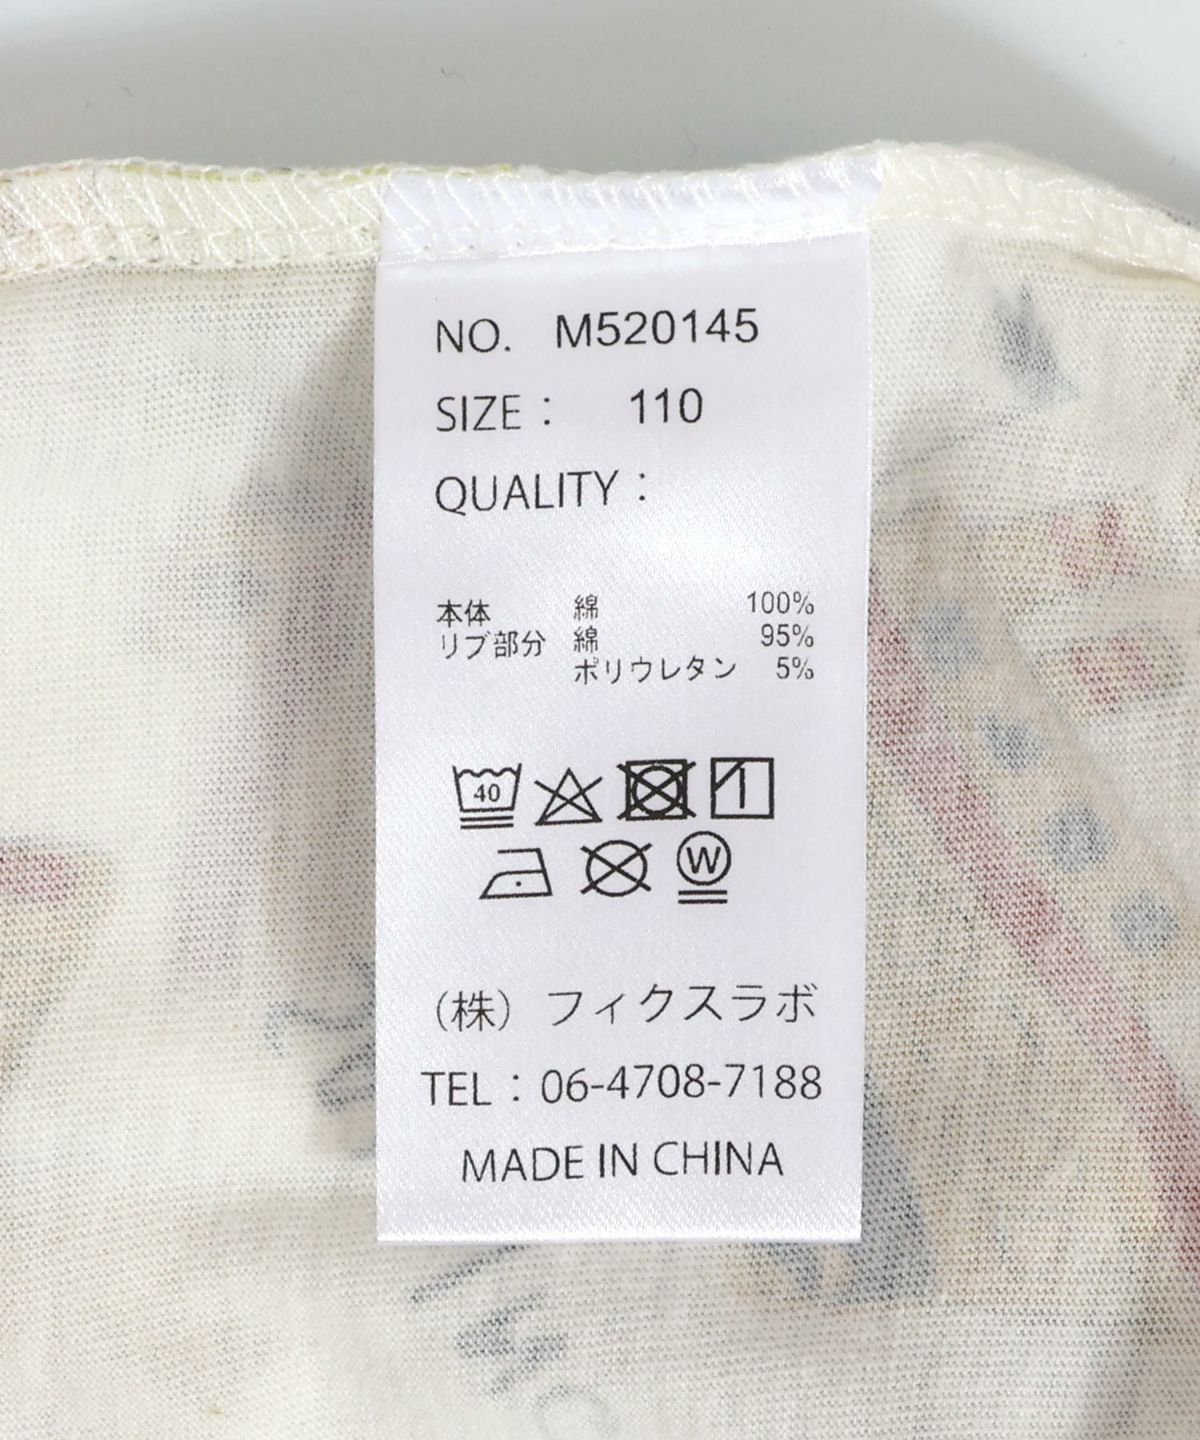 NO. M520145
SIZE： 110
QUALITY：
本体 綿 100%
リブ部分 綿 95%
ポリウレタン 5%
40
W
（株）フィクスラボ
TEL：06-4708-7188
MADE IN CHINA